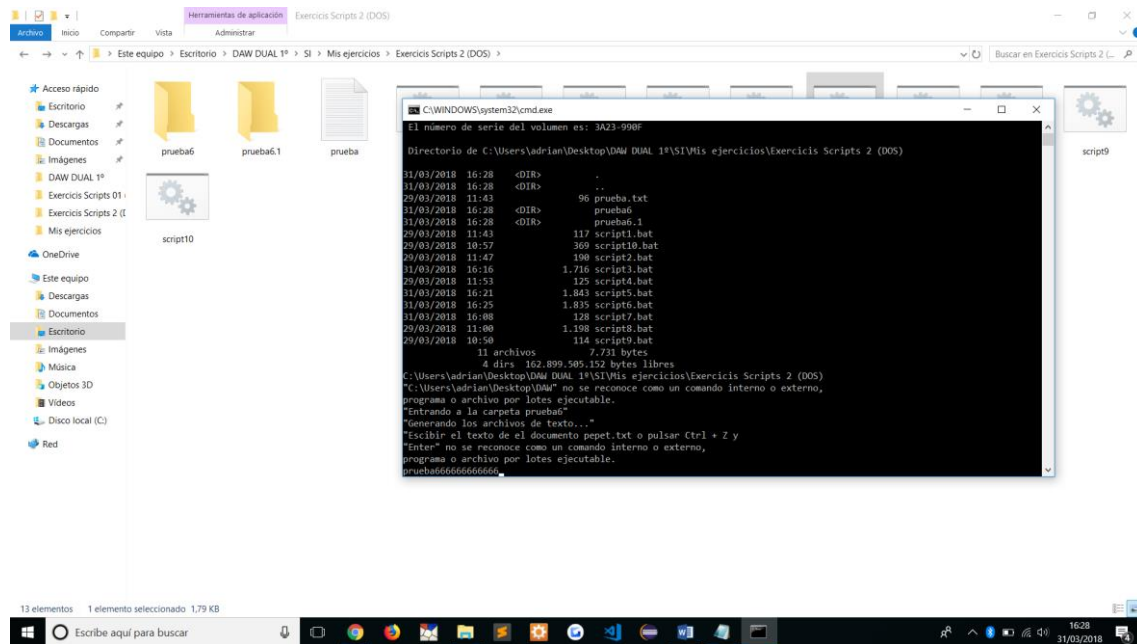 Herramientas de aplicación Exercicis Scripts 2 (DOS)
Archivo Inicio Compartir Vista Administrar
Este equipo > Escritorio > DAW DUAL 1º > SI > Mis ejercicios > Exercicis Scripts 2 (DOS) >
Buscar en Exercicis Scripts 2 (...
Acceso rápido
Escritorio
Descargas
Documentos
Imágenes
DAW DUAL 1º
Exercicis Scripts 01
Exercicis Scripts 2 (D
Mis ejercicios
OneDrive
Este equipo
Descargas
Documentos
Escritorio
Imágenes
Música
Objetos 3D
Vídeos
Disco local (C:)
Red
prueba6
prueba6.1
prueba
script9
script10
C:\WINDOWS\system32\cmd.exe
El número de serie del volumen es: 3A23-990F
Directorio de C:\Users\adrian\Desktop\DAW DUAL 1º\SI\Mis ejercicios\Exercicis Scripts 2 (DOS)
31/03/2018 16:28 <DIR> .
31/03/2018 16:28 <DIR> ..
29/03/2018 11:43 96 prueba.txt
31/03/2018 16:28 <DIR> prueba6
31/03/2018 16:28 <DIR> prueba6.1
29/03/2018 11:43 117 script1.bat
29/03/2018 10:57 369 script10.bat
29/03/2018 11:47 190 script2.bat
31/03/2018 16:16 1.716 script3.bat
29/03/2018 11:53 125 script4.bat
31/03/2018 16:21 1.843 script5.bat
31/03/2018 16:25 1.835 script6.bat
31/03/2018 16:08 128 script7.bat
29/03/2018 11:00 1.198 script8.bat
29/03/2018 10:50 114 script9.bat
11 archivos 7.731 bytes
4 dirs 162.899.505.152 bytes libres
C:\Users\adrian\Desktop\DAW DUAL 1º\SI\Mis ejercicios\Exercicis Scripts 2 (DOS)
"C:\Users\adrian\Desktop\DAW" no se reconoce como un comando interno o externo,
programa o archivo por lotes ejecutable.
"Entrando a la carpeta prueba6"
"Generando los archivos de texto..."
"Escibir el texto de el documento pepet.txt o pulsar Ctrl + Z y
"Enter" no se reconoce como un comando interno o externo,
programa o archivo por lotes ejecutable.
prueba666666666666
13 elementos 1 elemento seleccionado 1,79 KB
Escribe aquí para buscar
16:28
31/03/2018